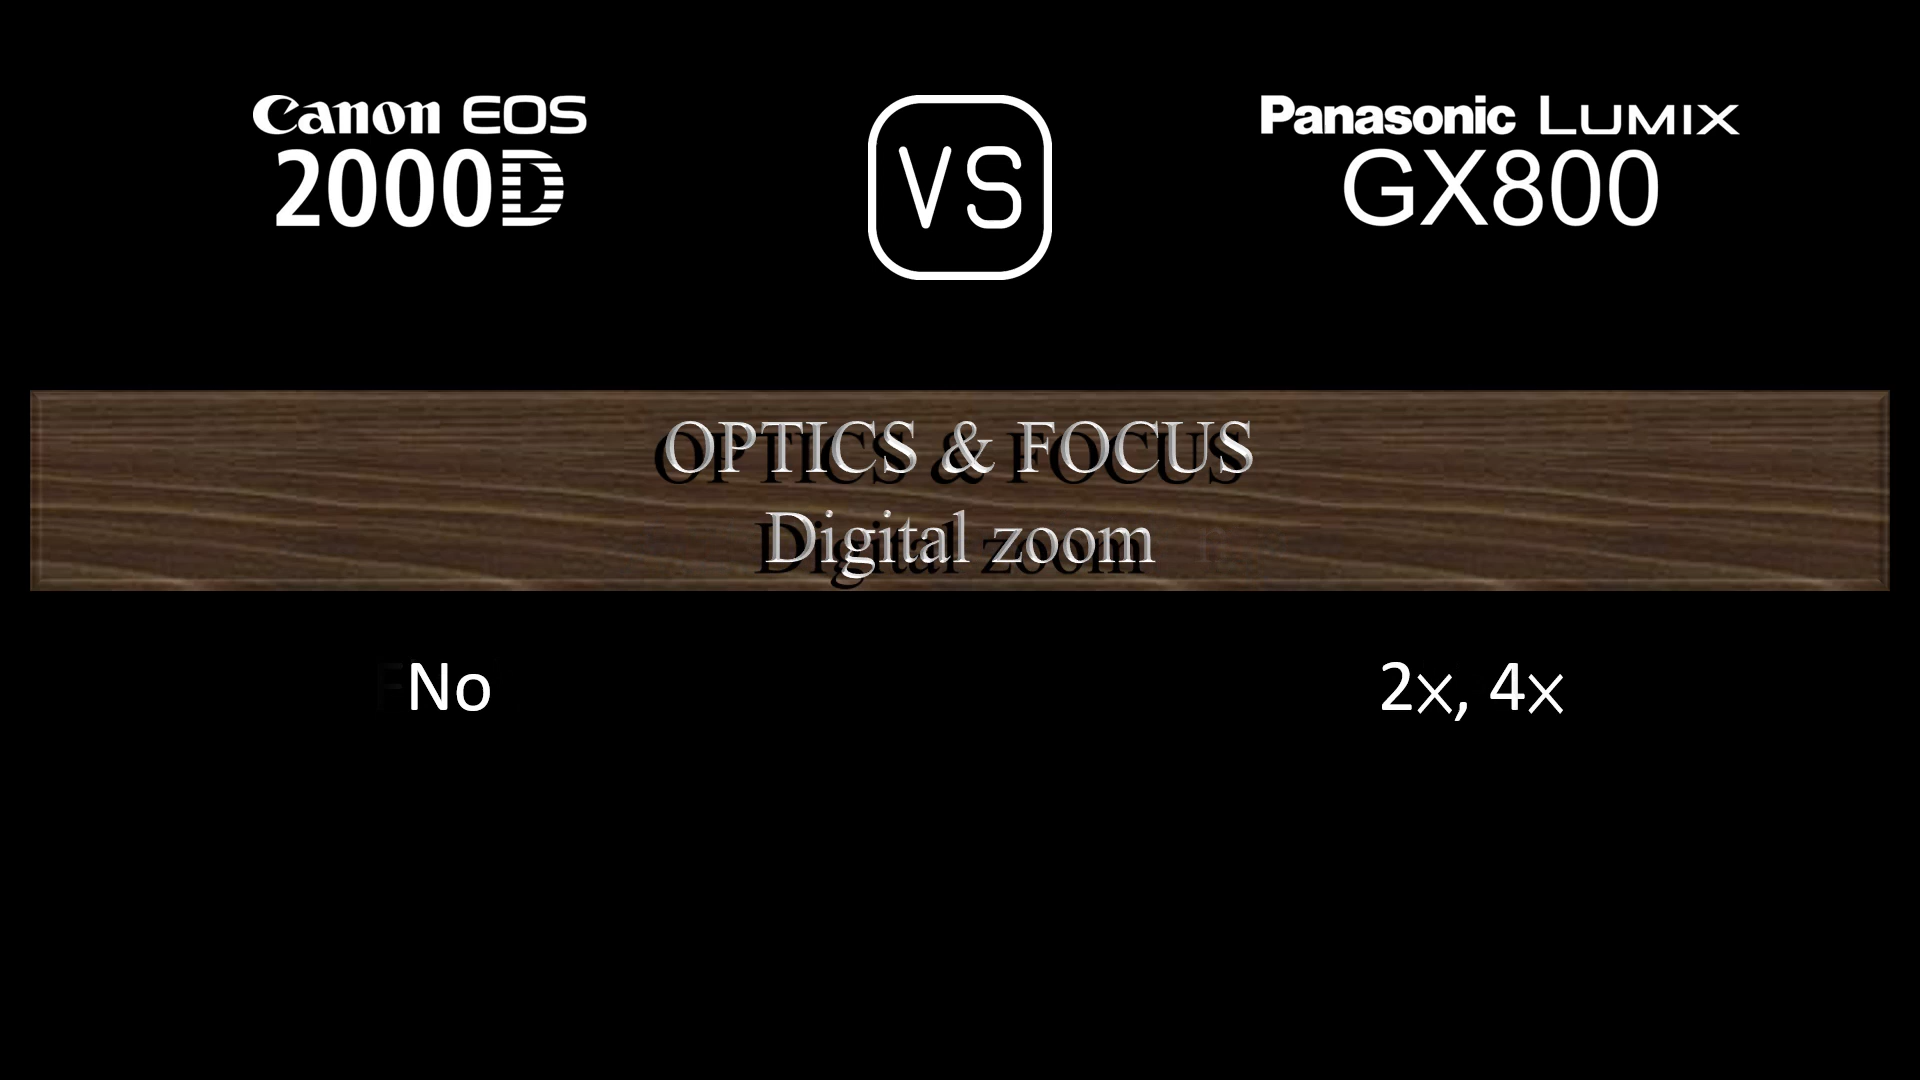 Canon EOS
2000D
VS
Panasonic LUMIX
GX800
OPTICS & FOCUS
Digital zoom
No
2x, 4x